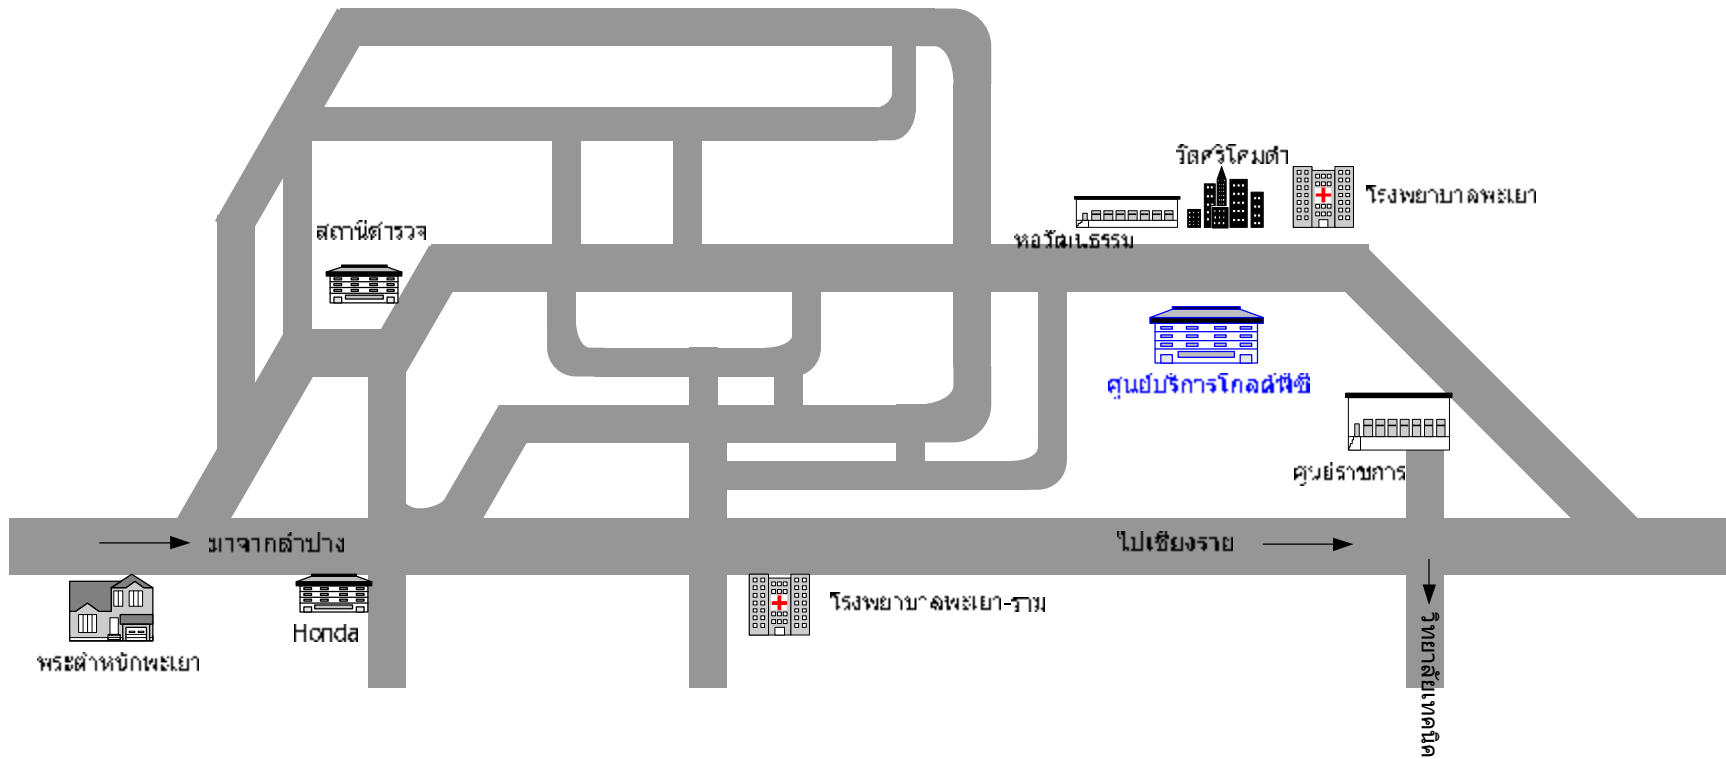 วัดศรีโคมคำ
โรงพยาบาลพะเยา
สถานีตำรวจ
หอวัฒนธรรม
ศูนย์บริการโกลด์พีซี
ศูนย์ราชการ
มาจากลำปาง
ไปเชียงราย
โรงพยาบาลพะเยา-ราม
Honda
พระตำหนักพะเยา
วิทยาลัยเทคนิค